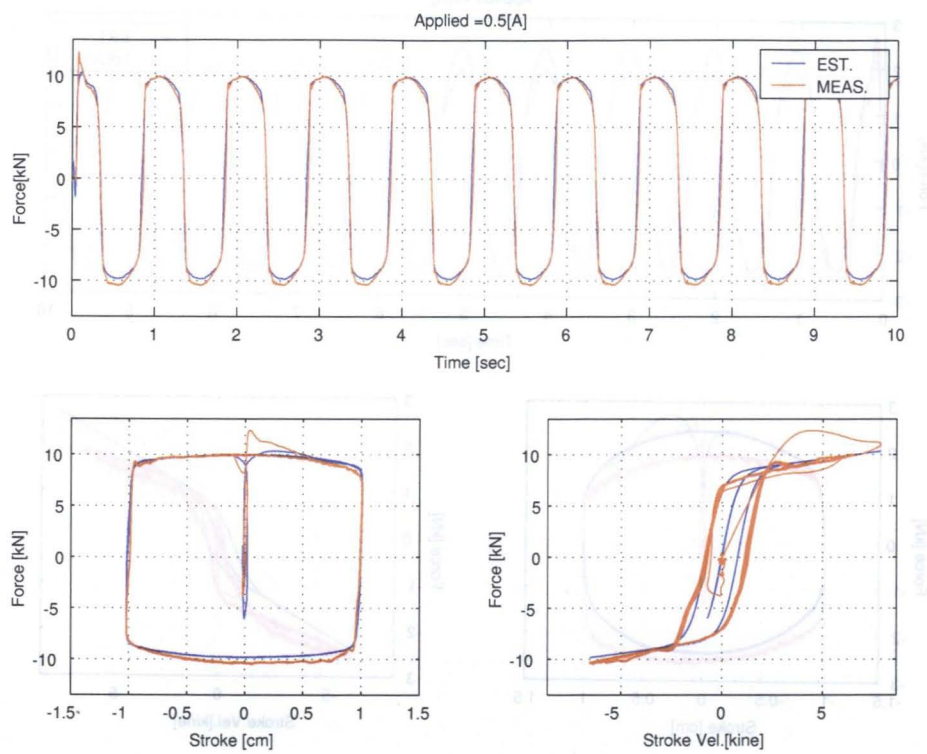 Applied =0.5[A]
10
5
0
-5
-10
Force[kN]
EST.
MEAS.
0 1 2 3 4 5 6 7 8 9 10
Time [sec]
10
5
0
-5
-10
Force [kN]
-1.5 -1 -0.5 0 0.5 1 1.5
Stroke [cm]
10
5
0
-5
-10
Force [kN]
-5 0 5
Stroke Vel.[kine]